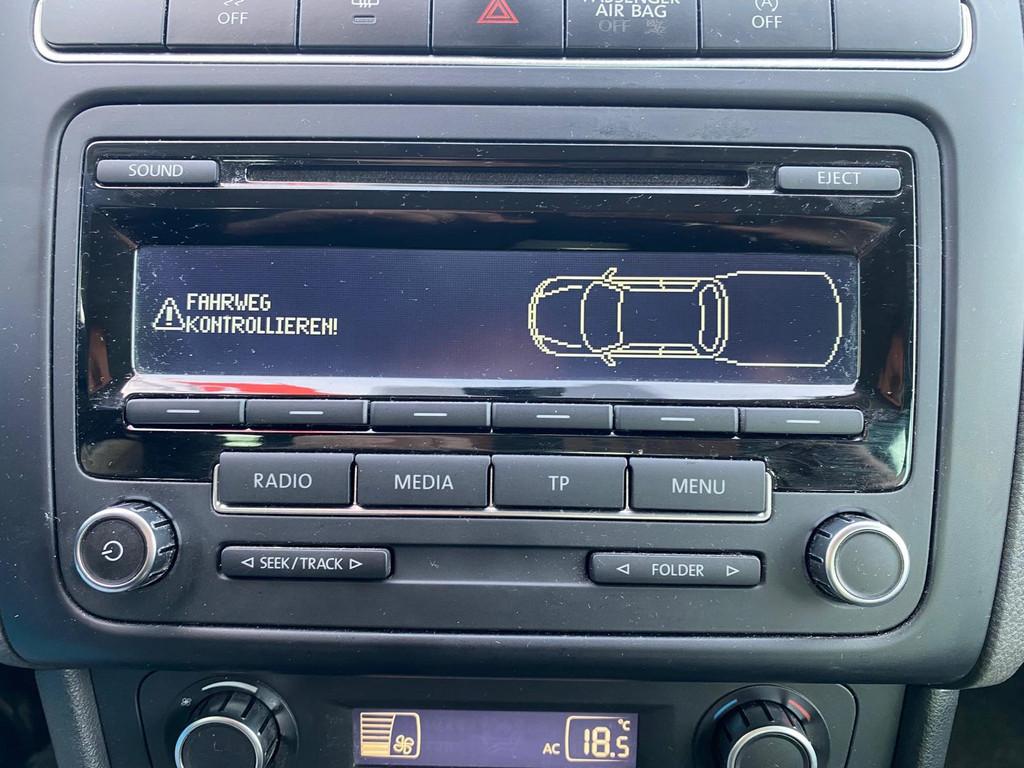 OFF
PASSENGER
AIR BAG
OFF
A
OFF
SOUND
EJECT
FAHRWEG
KONTROLLIEREN!
RADIO
MEDIA
TP
MENU
SEEK/TRACK
FOLDER
AC
18.5
°C